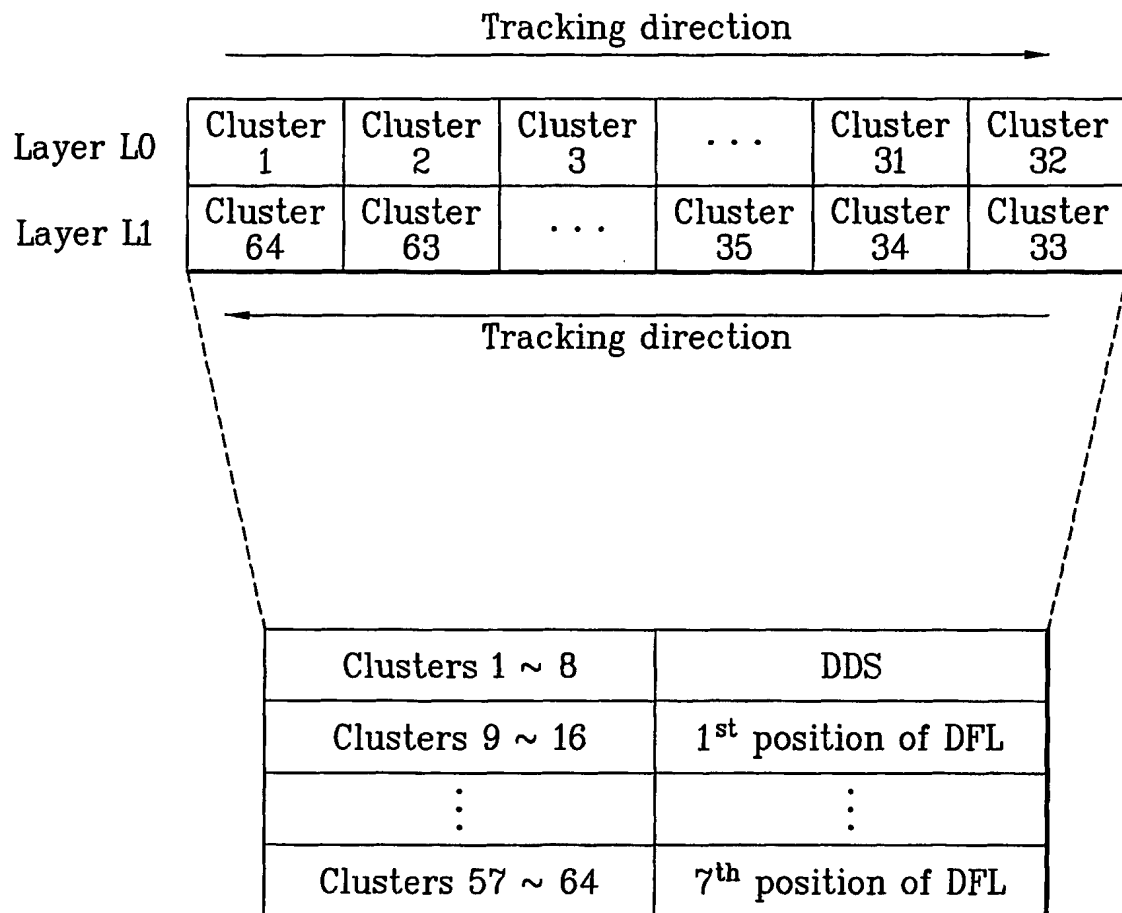 Tracking direction
Layer L0
Cluster 1
Cluster 2
Cluster 3
...
Cluster 31
Cluster 32
Layer L1
Cluster 64
Cluster 63
...
Cluster 35
Cluster 34
Cluster 33
Tracking direction
Clusters 1 ~ 8 DDS
Clusters 9 ~ 16 1st position of DFL
⋮ ⋮
Clusters 57 ~ 64 7th position of DFL